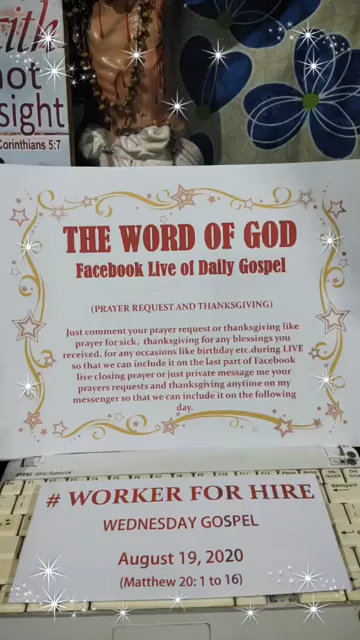 ith
not
sight
Corinthians 5:7
THE WORD OF GOD
Facebook Live of Daily Gospel
(PRAYER REQUEST AND THANKSGIVING)
Just comment your prayer request or thanksgiving like
prayer for sick, thanksgiving for any blessings you
received, for any occasions like birthday etc.during LIVE
so that we can include it on the last part of Facebook
live closing prayer or just private message me your
prayers requests and thanksgiving anytime on my
messenger so that we can include it on the following
day.
msi Wind Notebook
Backspace
# WORKER FOR HIRE
WEDNESDAY GOSPEL
August 19, 2020
(Matthew 20: 1 to 16)